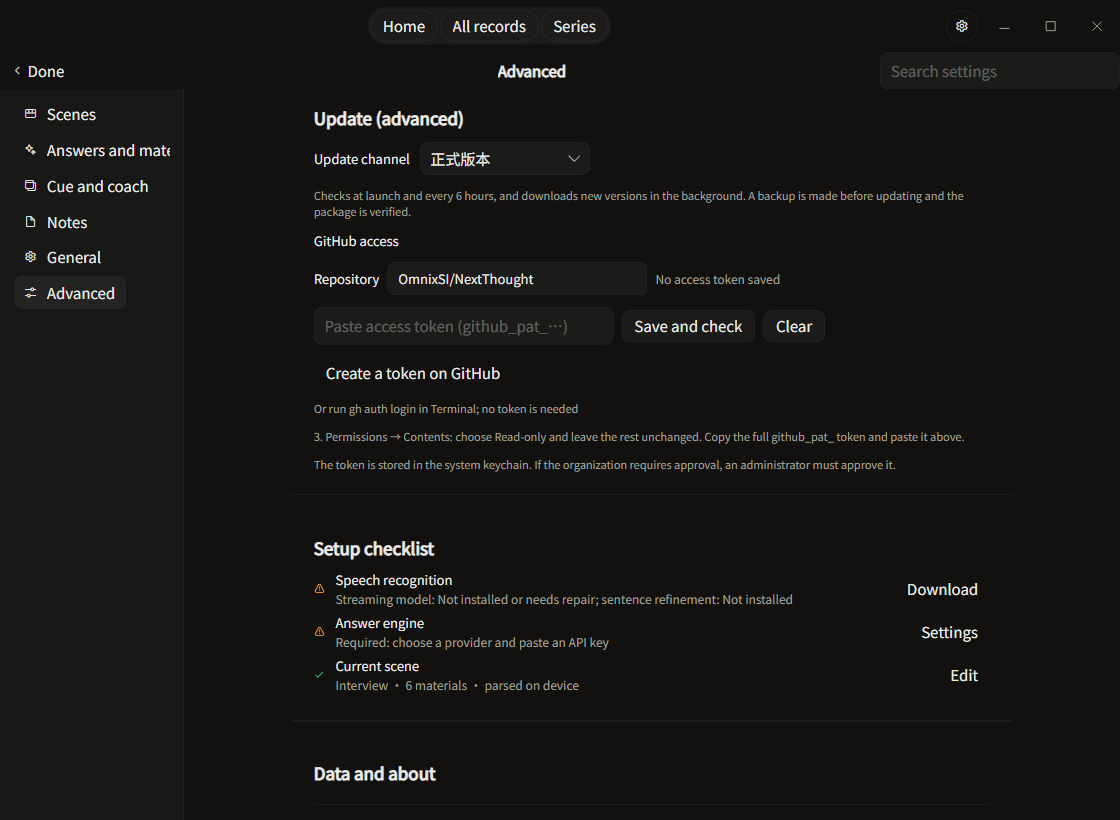 Home
All records
Series
Done
Advanced
Search settings
Scenes
Answers and mate
Cue and coach
Notes
General
Advanced
Update (advanced)
Update channel
正式版本
Checks at launch and every 6 hours, and downloads new versions in the background. A backup is made before updating and the
package is verified.
GitHub access
Repository
OmnixSI/NextThought
No access token saved
Paste access token (github_pat_⋯)
Save and check
Clear
Create a token on GitHub
Or run gh auth login in Terminal; no token is needed
3. Permissions → Contents: choose Read-only and leave the rest unchanged. Copy the full github_pat_ token and paste it above.
The token is stored in the system keychain. If the organization requires approval, an administrator must approve it.
Setup checklist
Speech recognition
Streaming model: Not installed or needs repair; sentence refinement: Not installed
Download
Answer engine
Required: choose a provider and paste an API key
Settings
Current scene
Interview • 6 materials • parsed on device
Edit
Data and about